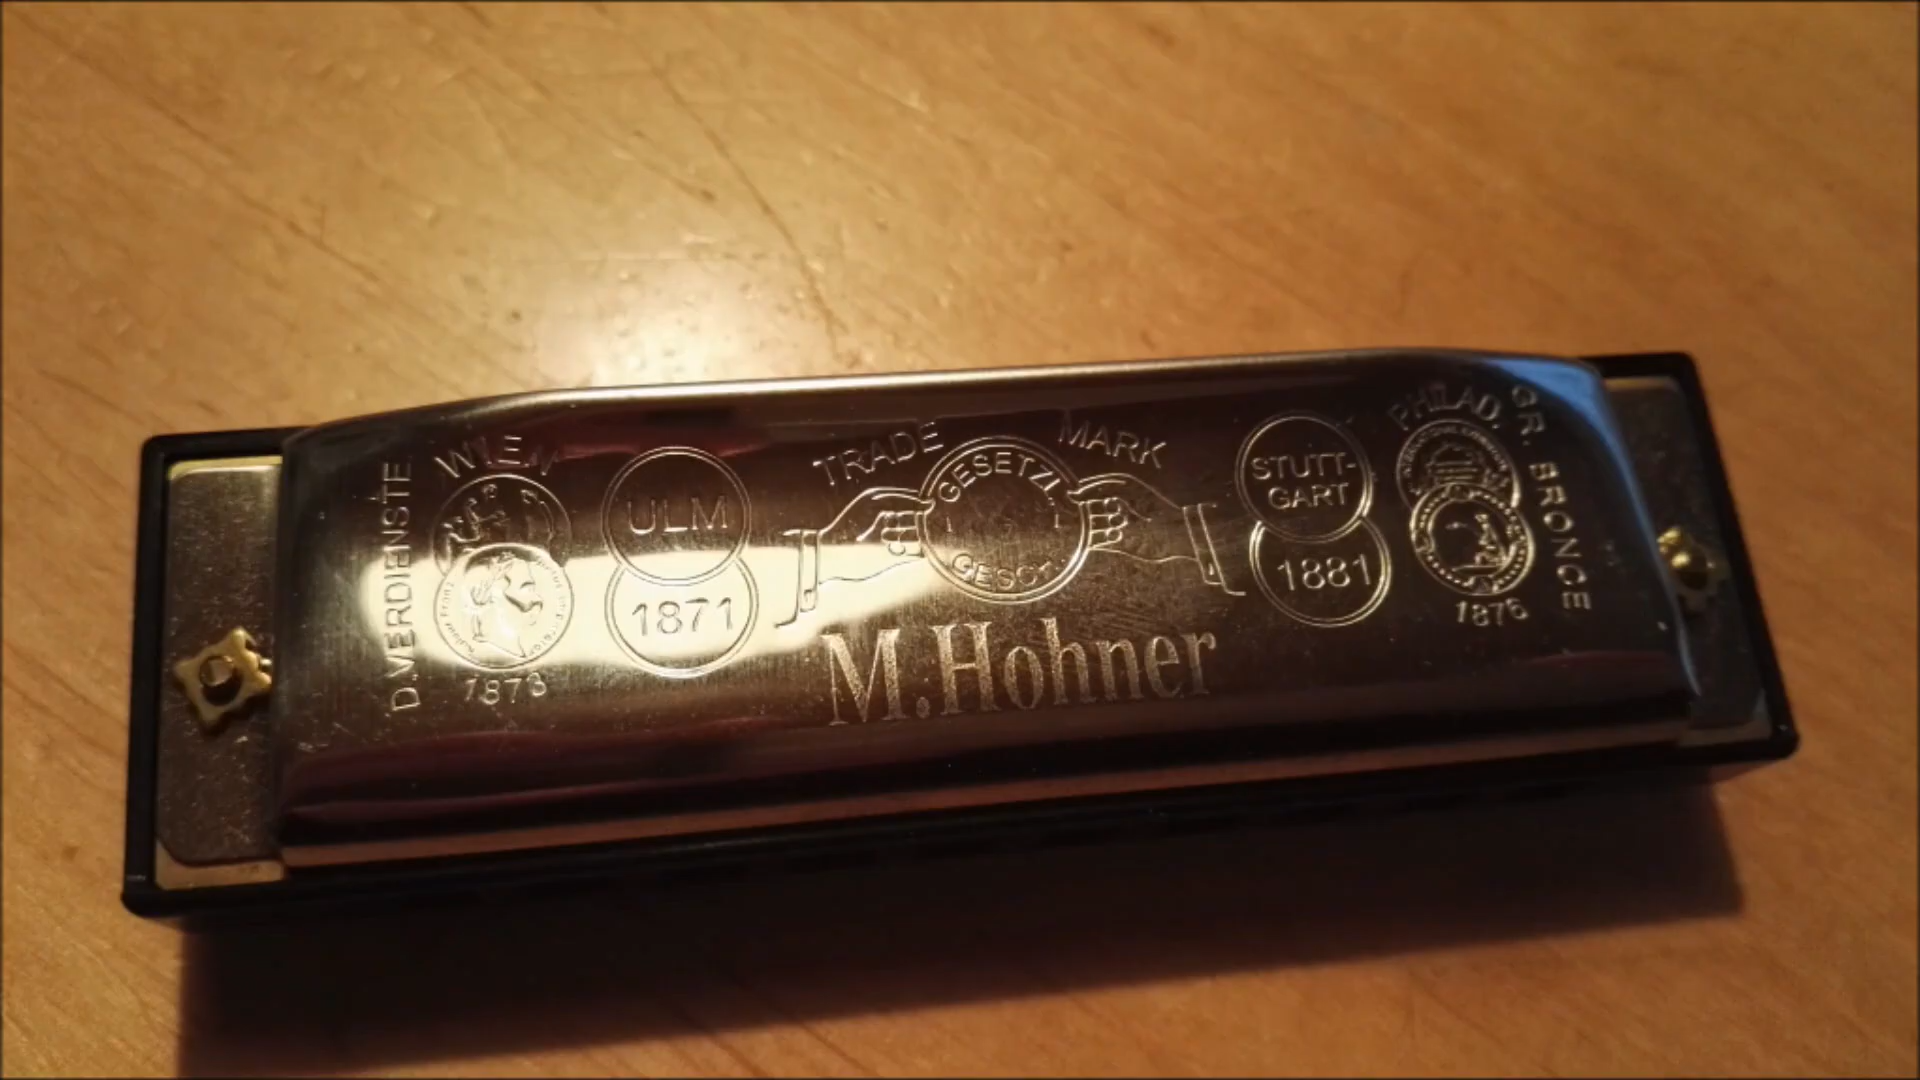 D.VERDIENSTE
WIEN
1873
ULM
1871
TRADE MARK
GESETZL.
GESCH.
M.Hohner
STUTT-
GART
1881
PHILAD.
1876
GR. BRONCE